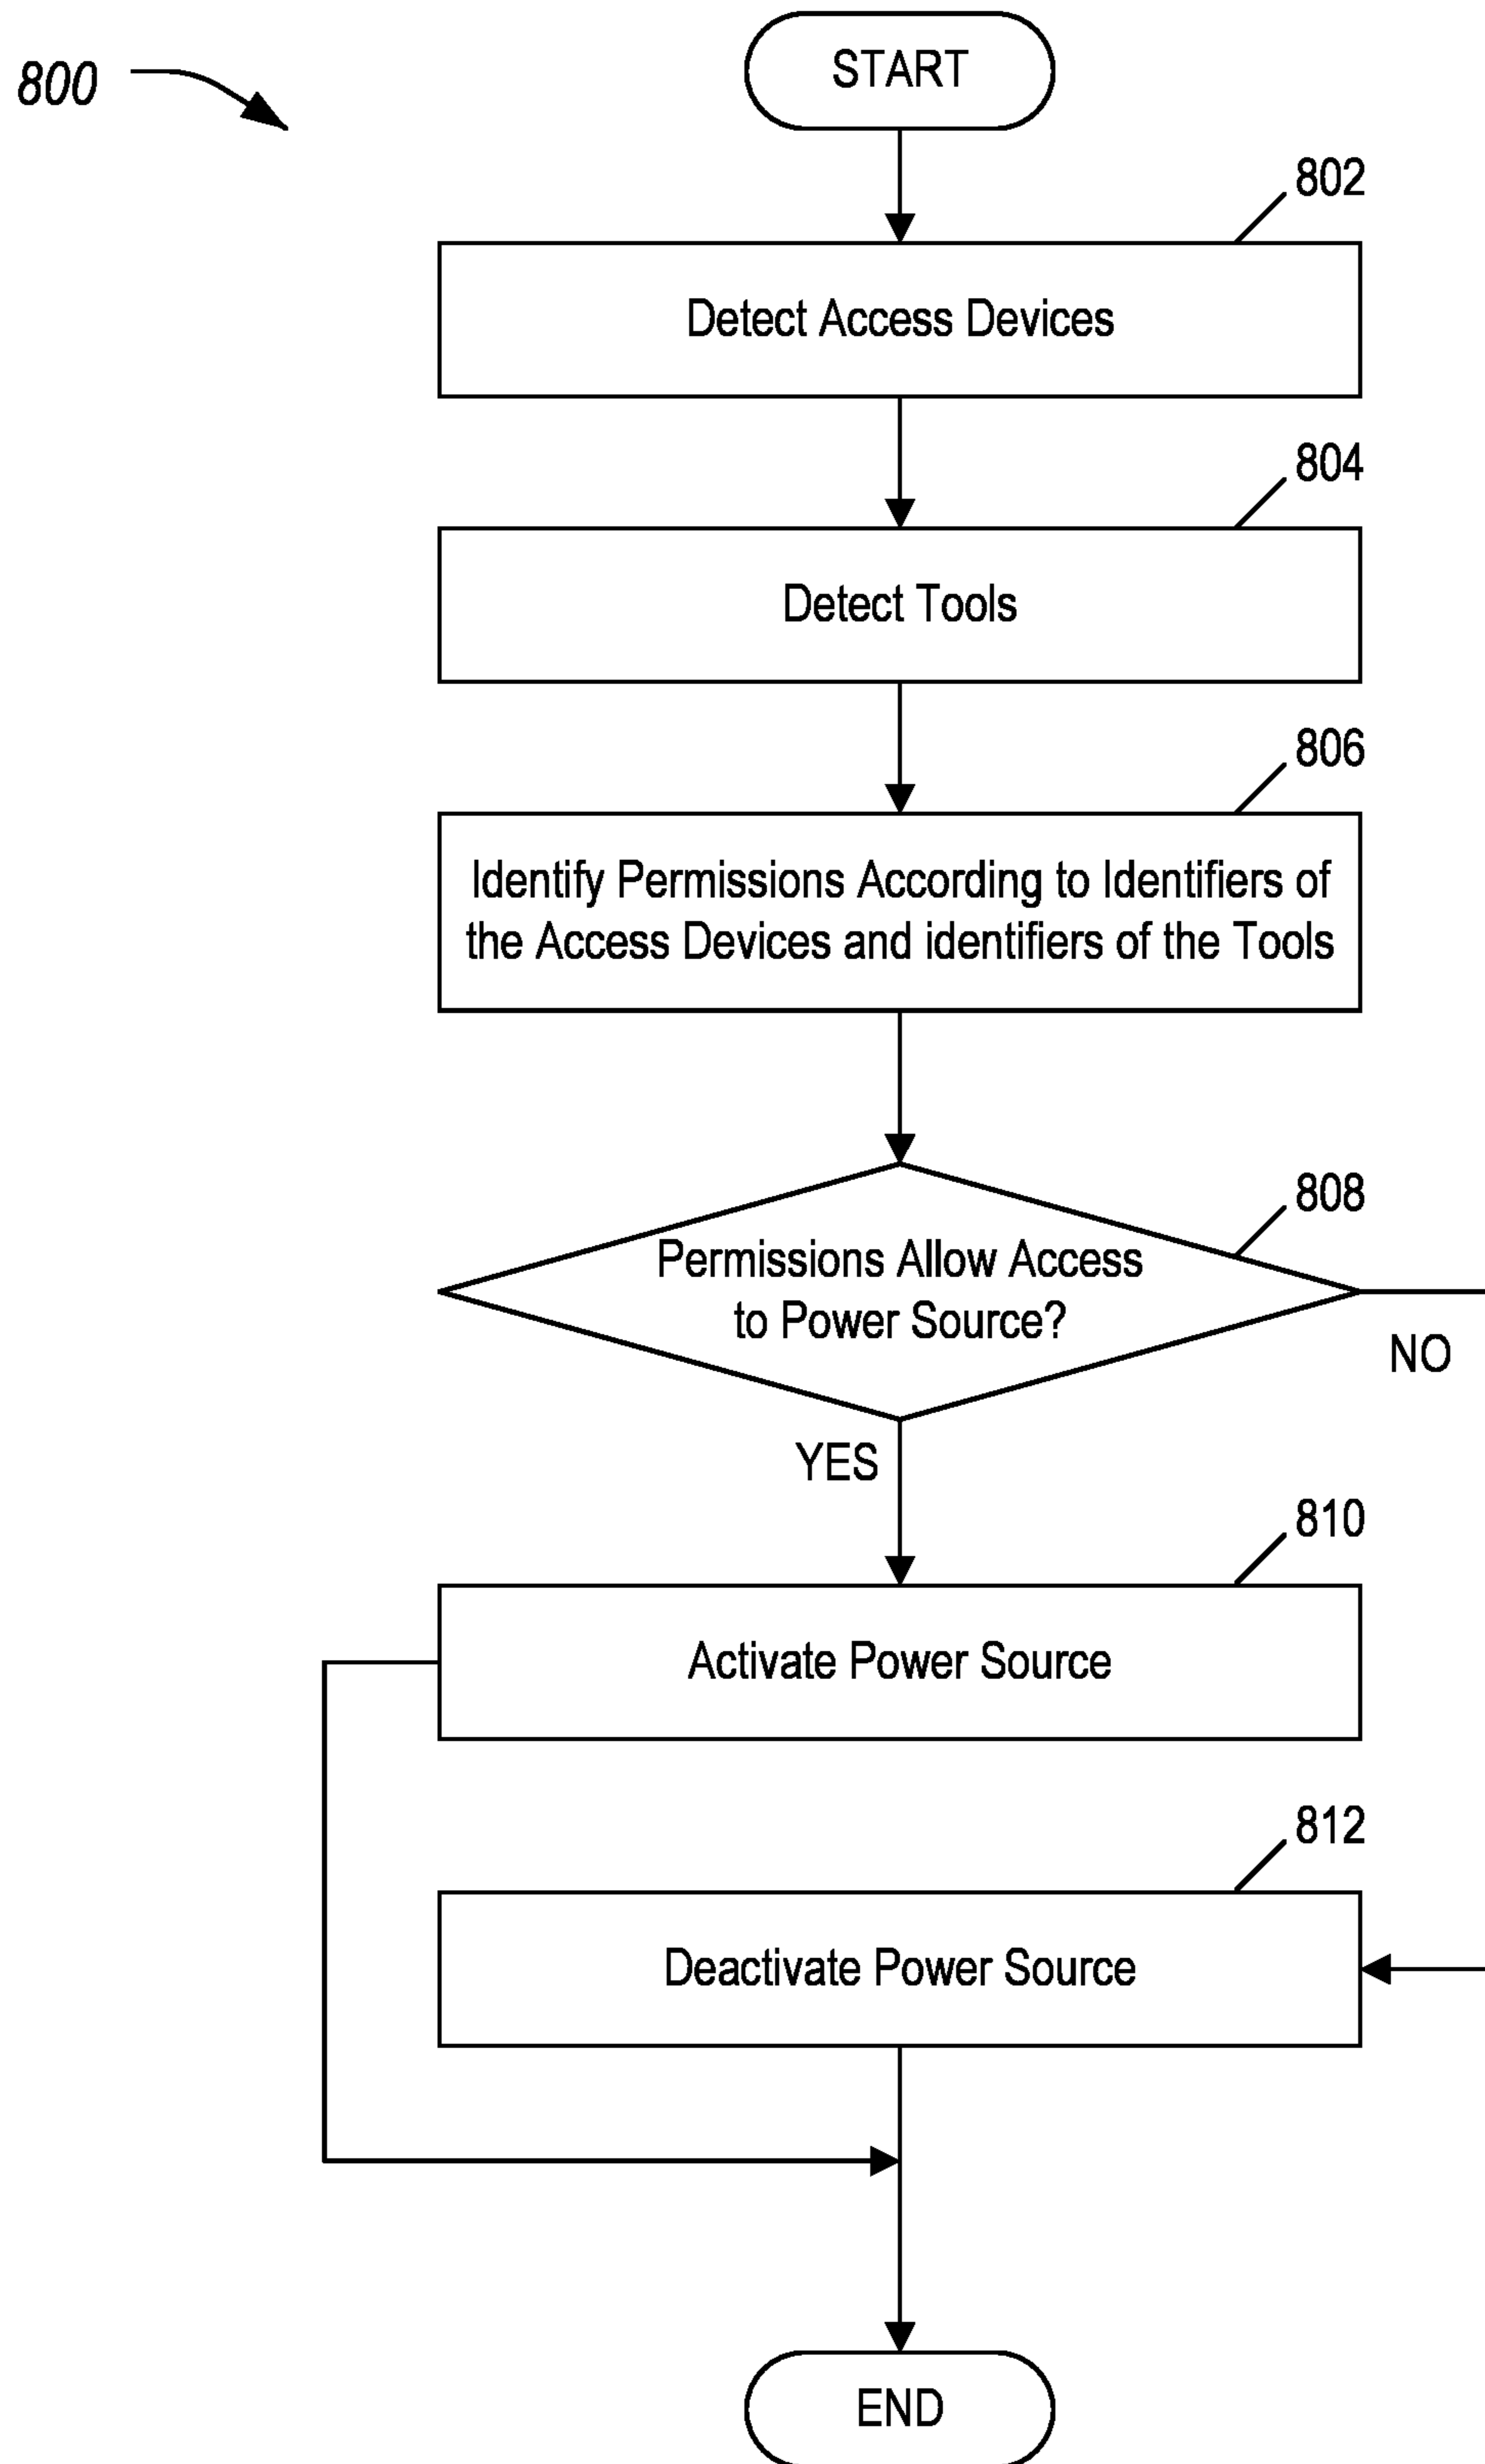 800
START
802
Detect Access Devices
804
Detect Tools
806
Identify Permissions According to Identifiers of
the Access Devices and identifiers of the Tools
808
Permissions Allow Access
to Power Source?
NO
YES
810
Activate Power Source
812
Deactivate Power Source
END